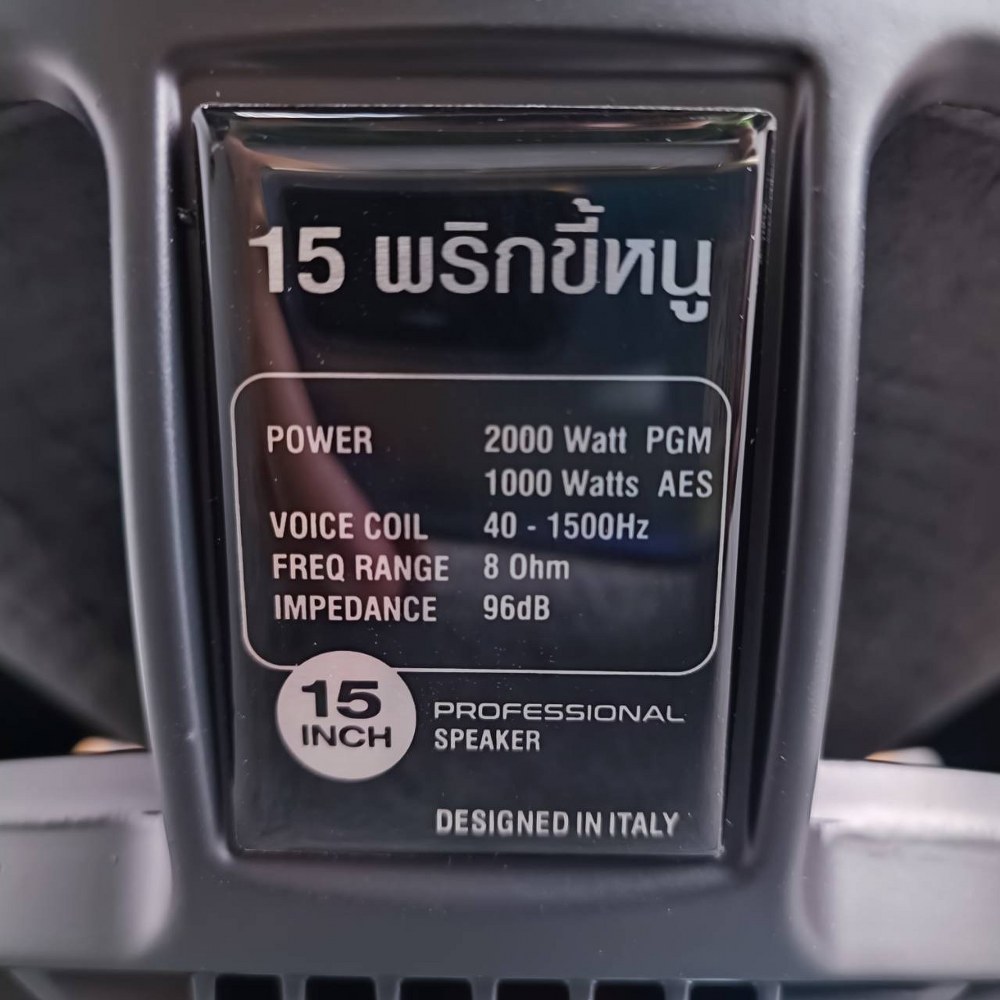 15 พริกขี้หนู
POWER 2000 Watt PGM
1000 Watts AES
VOICE COIL 40 - 1500Hz
FREQ RANGE 8 Ohm
IMPEDANCE 96dB
15
INCH
PROFESSIONAL
SPEAKER
DESIGNED IN ITALY